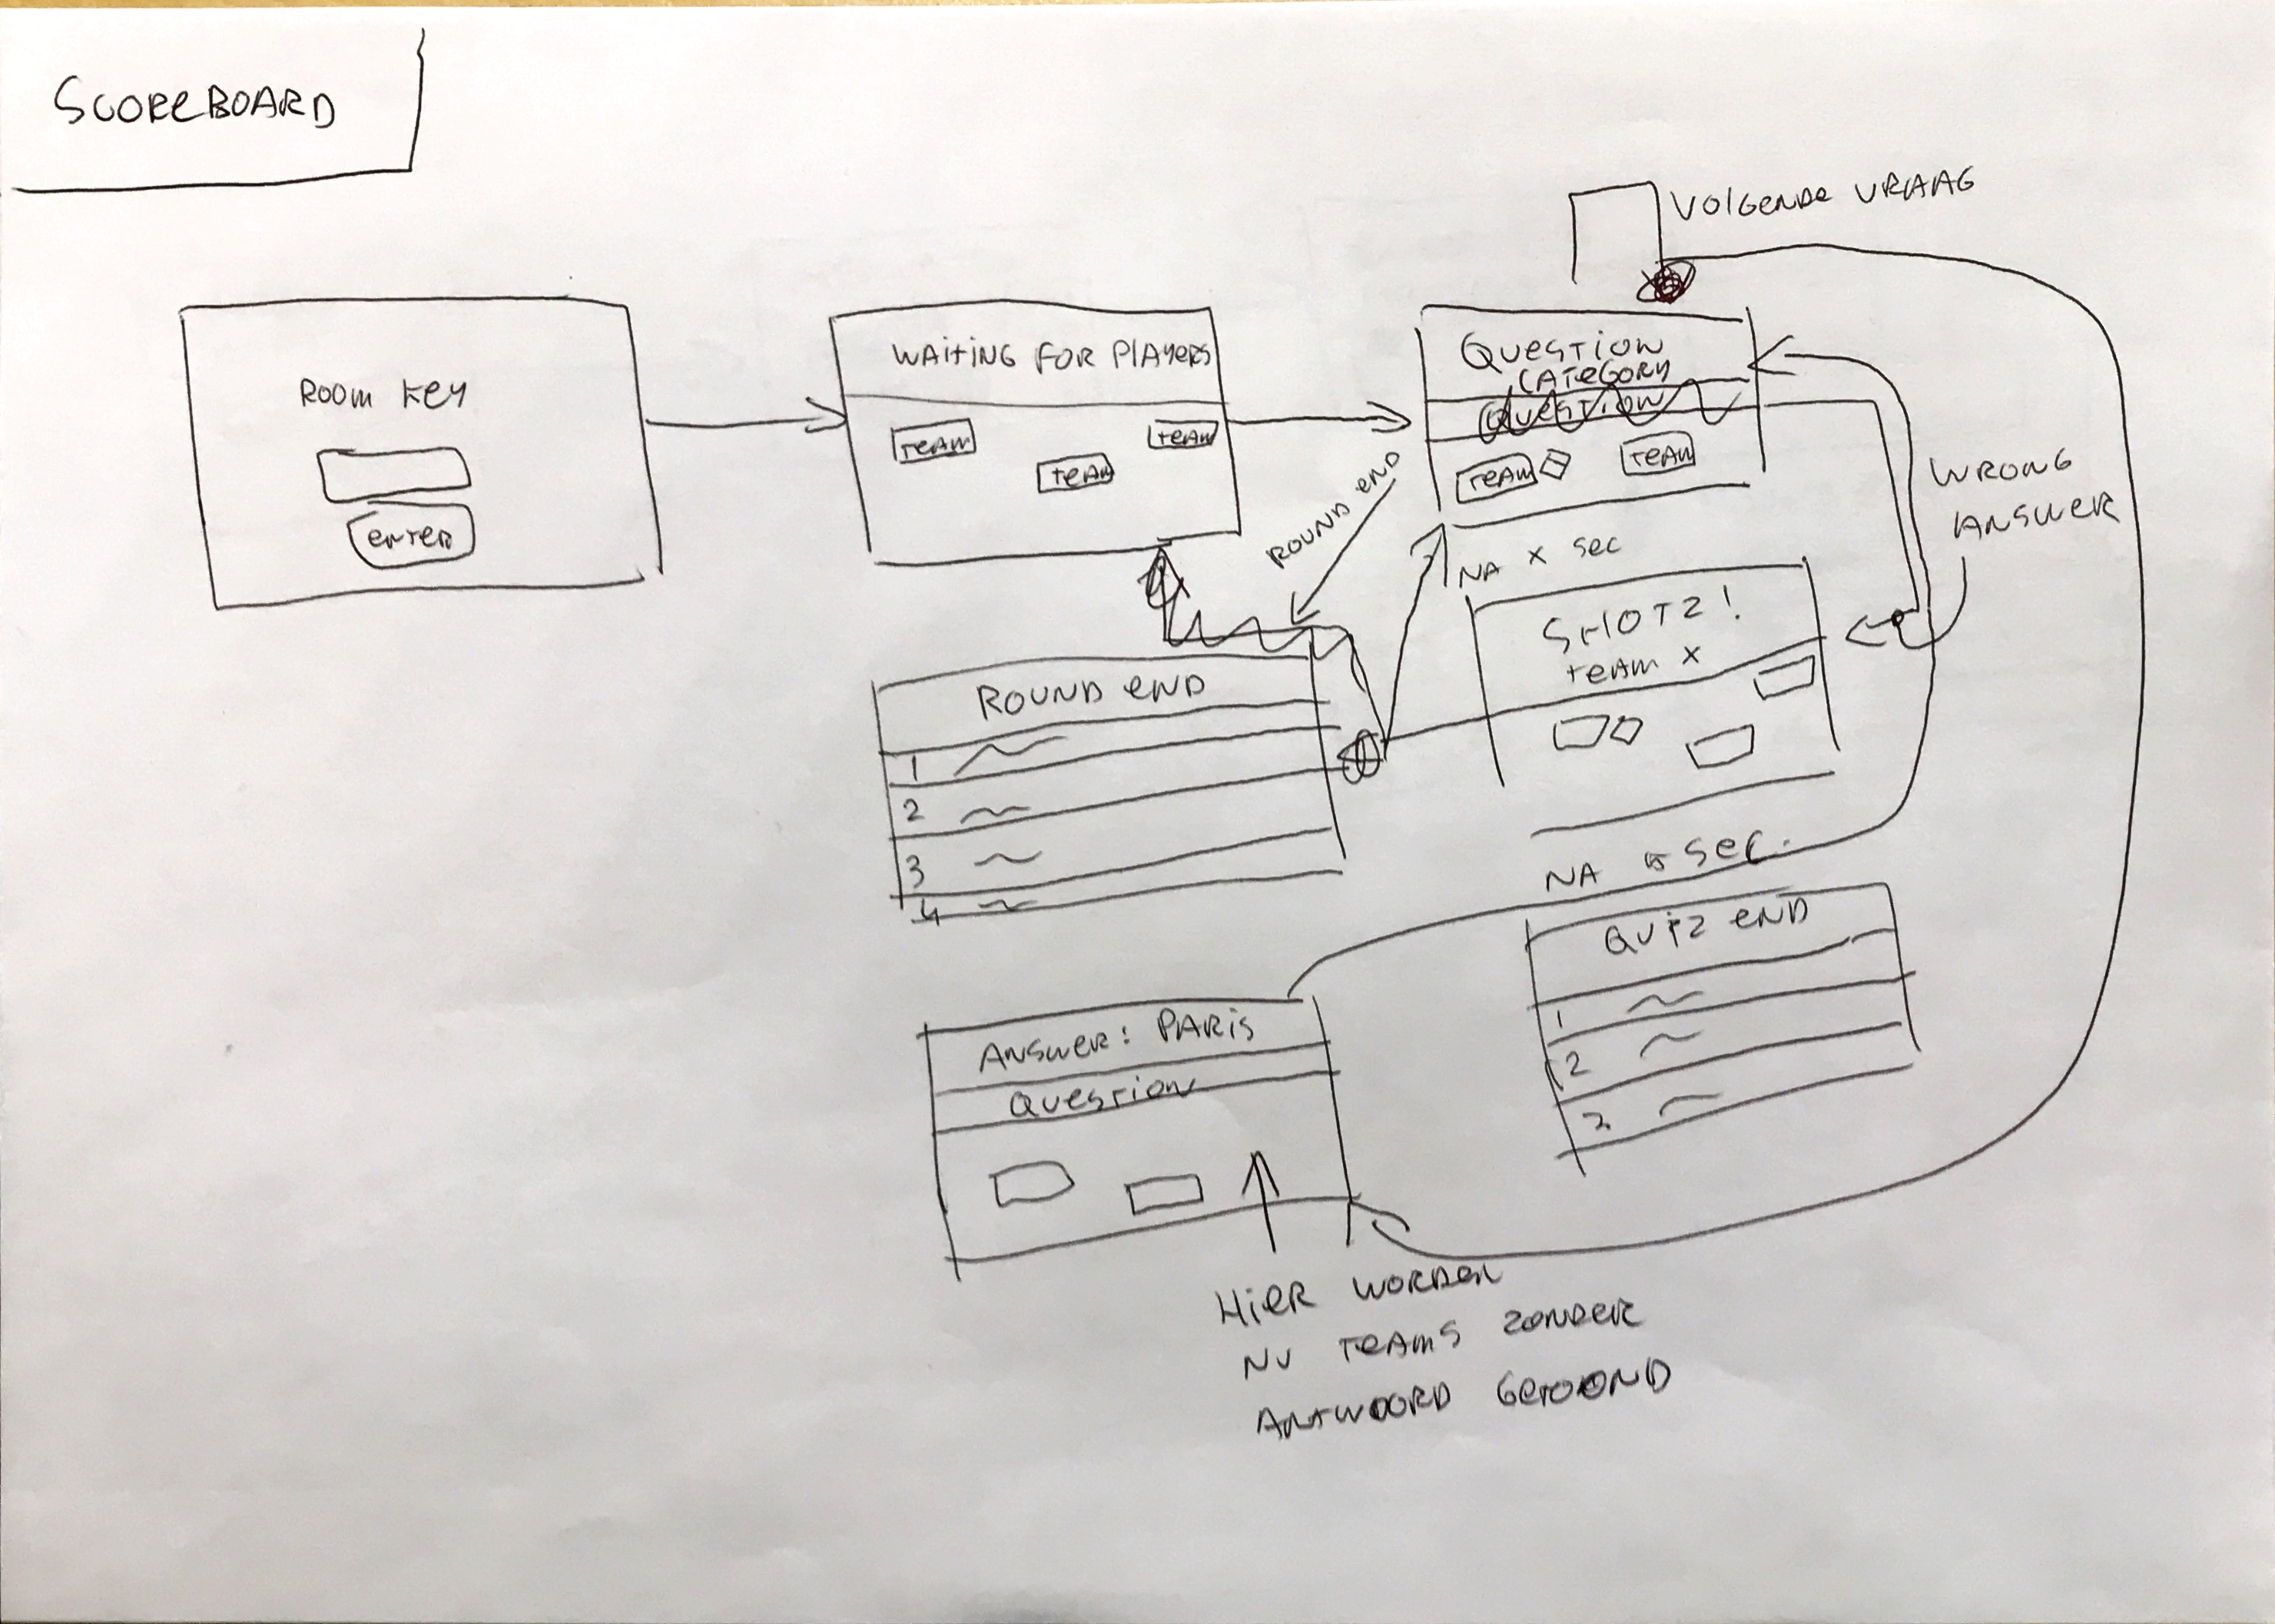 SCOREBOARD
VOLGENDE VRAAG
ROOM KEY
ENTER
WAITING FOR PLAYERS
TEAM
TEAM
TEAM
QUESTION
CATEGORY
QUESTION
TEAM
TEAM
ROUND END
WRONG
ANSWER
NA X SEC
SHOTZ!
TEAM X
ROUND END
1
2
3
4
NA SEC.
QUIZ END
1
2
ANSWER: PARIS
QUESTION
HIER WORDEN
NU TEAMS ZONDER
ANTWOORD GETOOND